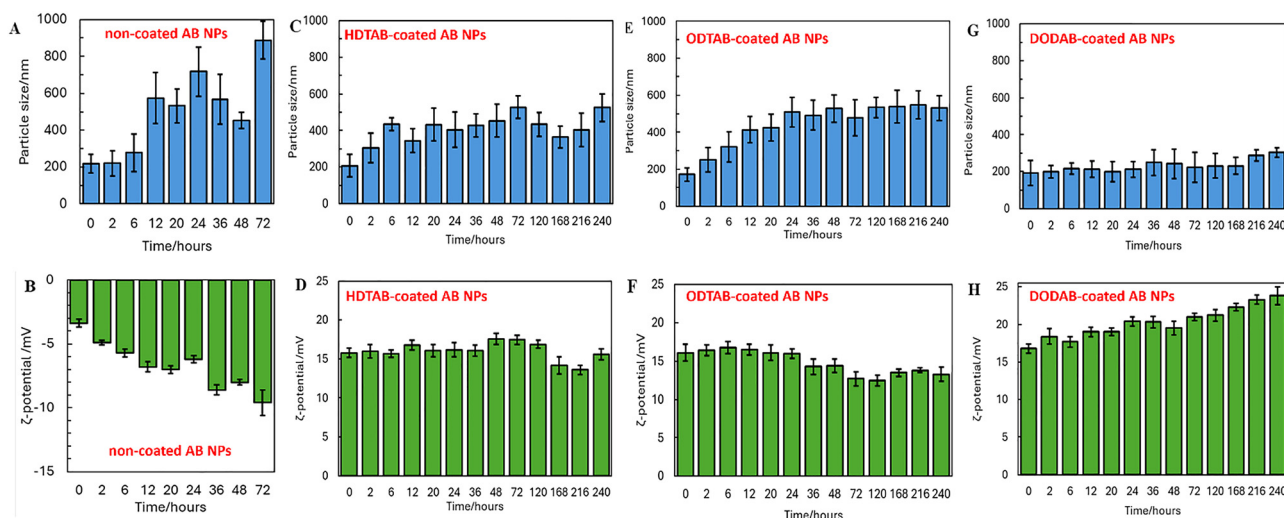 A
non-coated AB NPs
Particle size/nm
1000
800
600
400
200
0
0 2 6 12 20 24 36 48 72
Time/hours
C
HDTAB-coated AB NPs
Particle size/nm
1000
800
600
400
200
0
0 2 6 12 20 24 36 48 72 120 168 216 240
Time/hours
E
ODTAB-coated AB NPs
Particle size/nm
1000
900
800
700
600
500
400
300
200
100
0
0 2 6 12 20 24 36 48 72 120 168 216 240
Time/hours
G
DODAB-coated AB NPs
Particle size/nm
1000
800
600
400
200
0
0 2 6 12 20 24 36 48 72 120 168 216 240
Time/hours
B
non-coated AB NPs
ζ-potential /mV
0
-5
-10
-15
0 2 6 12 20 24 36 48 72
Time/hours
D
HDTAB-coated AB NPs
ζ-potential/mV
25
20
15
10
5
0
0 2 6 12 20 24 36 48 72 120 168 216 240
Time/hours
F
ODTAB-coated AB NPs
ζ-potential/mV
25
20
15
10
5
0
0 2 6 12 20 24 36 48 72 120 168 216 240
Time/hours
H
DODAB-coated AB NPs
ζ-potential/mV
25
20
15
10
5
0
0 2 6 12 20 24 36 48 72 120 168 216 240
Time/hours